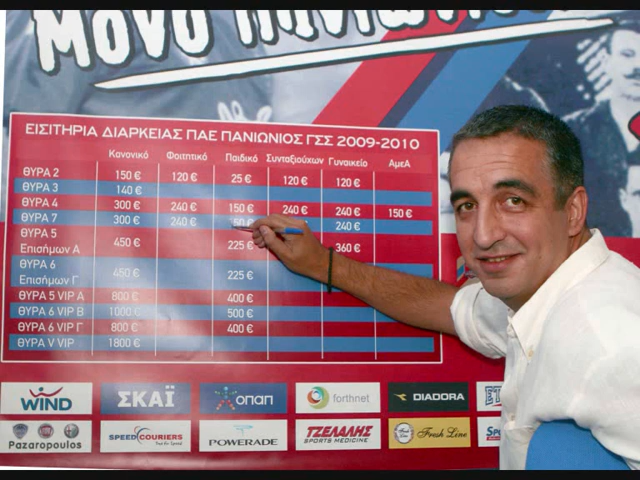 Μόνο
ΕΙΣΙΤΗΡΙΑ ΔΙΑΡΚΕΙΑΣ ΠΑΕ ΠΑΝΙΩΝΙΟΣ ΓΣΣ 2009-2010
Κανονικό Φοιτητικό Παιδικό Συνταξιούχων Γυναικείο ΑμεΑ
ΘΥΡΑ 2 150 € 120 € 25 € 120 € 120 €
ΘΥΡΑ 3 140 €
ΘΥΡΑ 4 300 € 240 € 150 € 240 € 240 € 150 €
ΘΥΡΑ 7 300 € 240 € 240 €
ΘΥΡΑ 5
Επισήμων Α 450 € 225 € 360 €
ΘΥΡΑ 6
Επισήμων Γ 450 € 225 €
ΘΥΡΑ 5 VIP Α 800 € 400 €
ΘΥΡΑ 6 VIP Β 1000 € 500 €
ΘΥΡΑ 6 VIP Γ 800 € 400 €
ΘΥΡΑ V VIP 1800 €
WIND ΣΚΑΪ ΟΠΑΠ forthnet DIADORA
Pazaropoulos SPEED COURIERS POWERADE ΤΖΕΛΑΛΗΣ Fresh Line
SPORTS MEDICINE